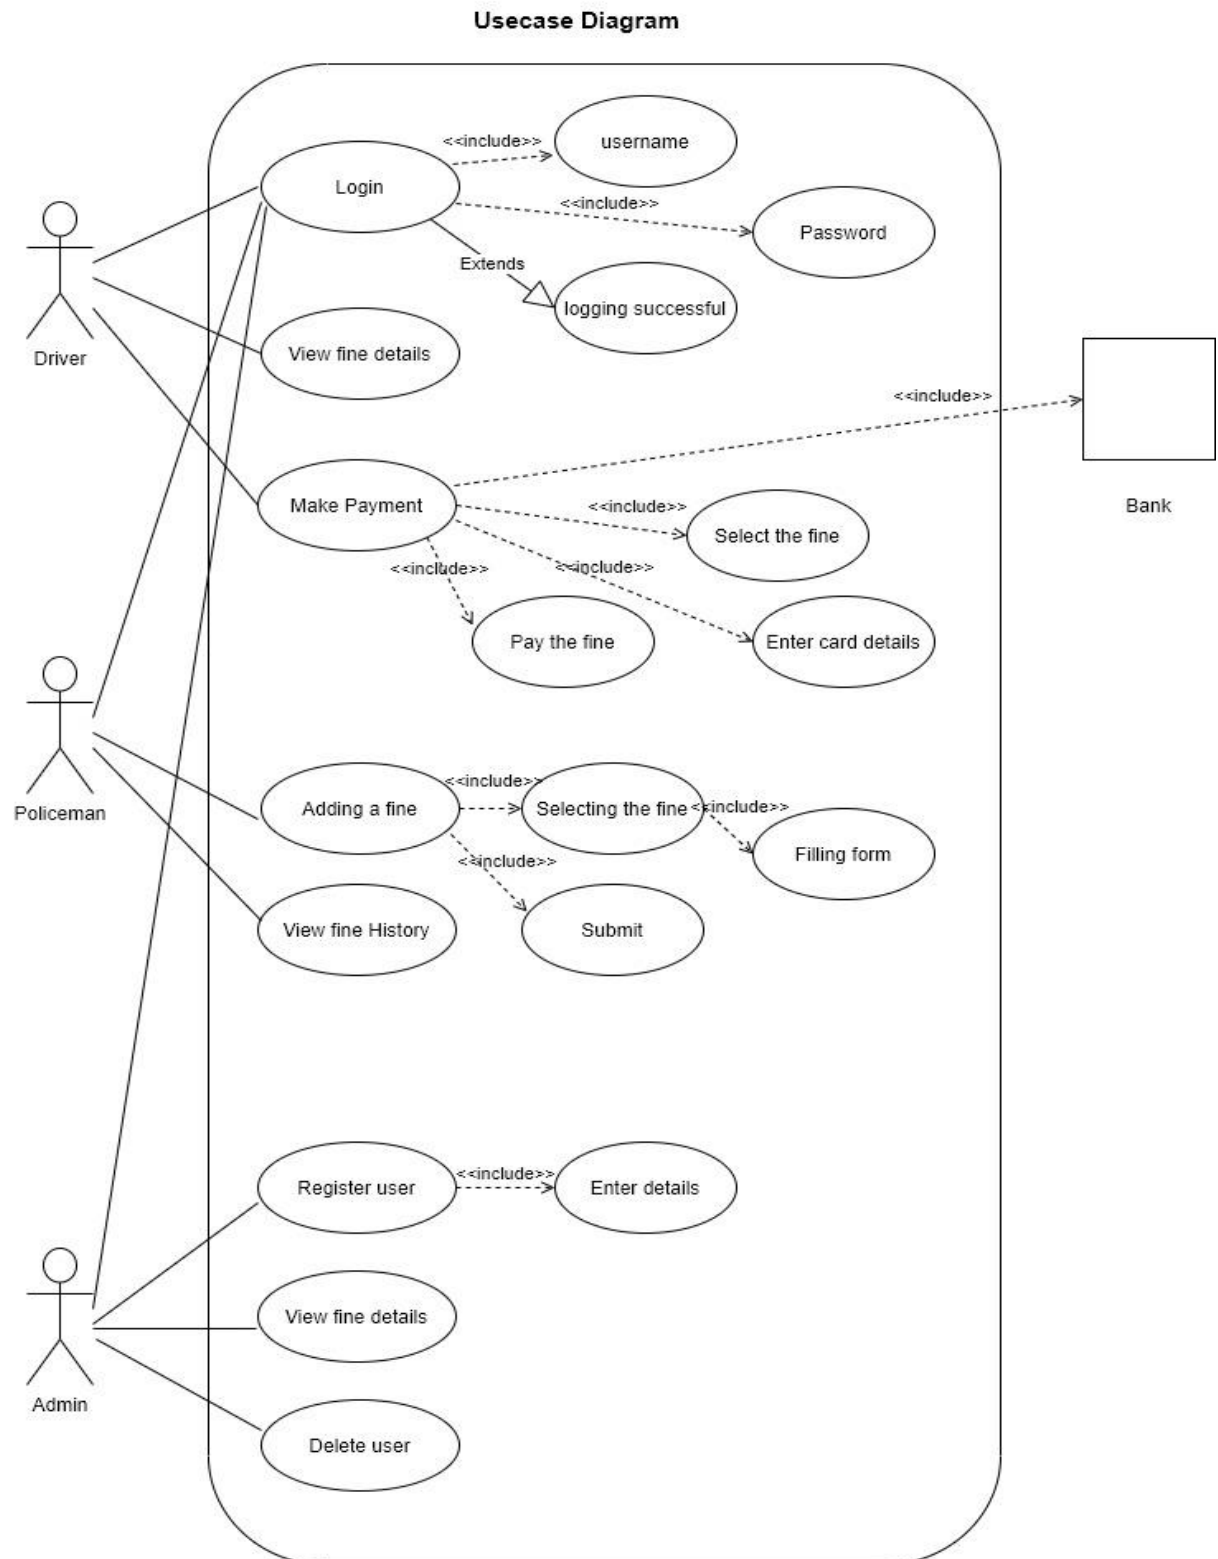 Usecase Diagram
<<include>>
username
Login
<<include>>
Password
Extends
logging successful
Driver
View fine details
<<include>>
Bank
Make Payment
<<include>>
Select the fine
<<include>>
<<include>>
Pay the fine
Enter card details
Policeman
Adding a fine
<<include>>
Selecting the fine
<<include>>
Filling form
<<include>>
View fine History
Submit
Register user
<<include>>
Enter details
View fine details
Admin
Delete user